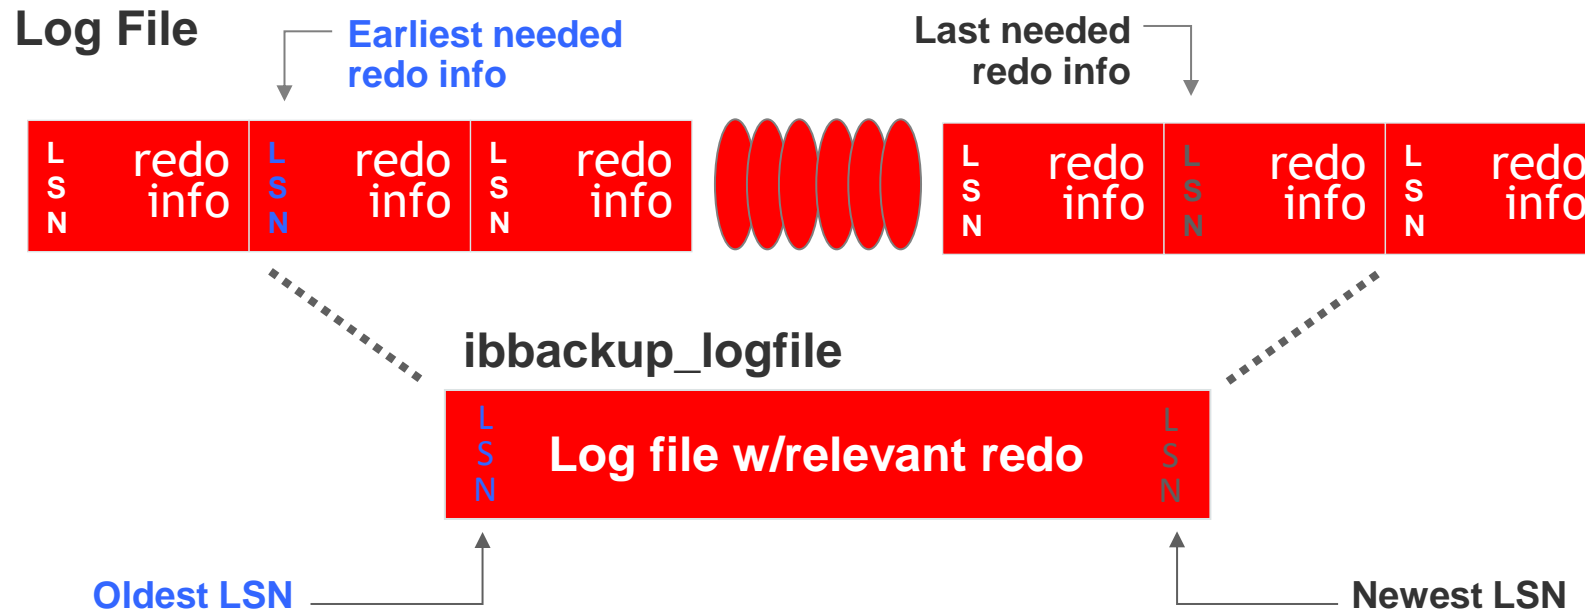 Log File
Earliest needed
redo info
Last needed
redo info
L
S
N
redo
info
L
S
N
redo
info
L
S
N
redo
info
L
S
N
redo
info
L
S
N
redo
info
L
S
N
redo
info
ibbackup_logfile
L
S
N
Log file w/relevant redo
L
S
N
Oldest LSN
Newest LSN